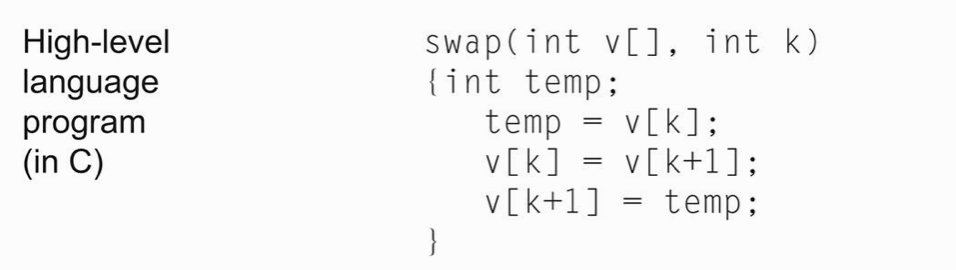 High-level
language
program
(in C)
swap(int v[], int k)
{int temp;
   temp = v[k];
   v[k] = v[k+1];
   v[k+1] = temp;
}